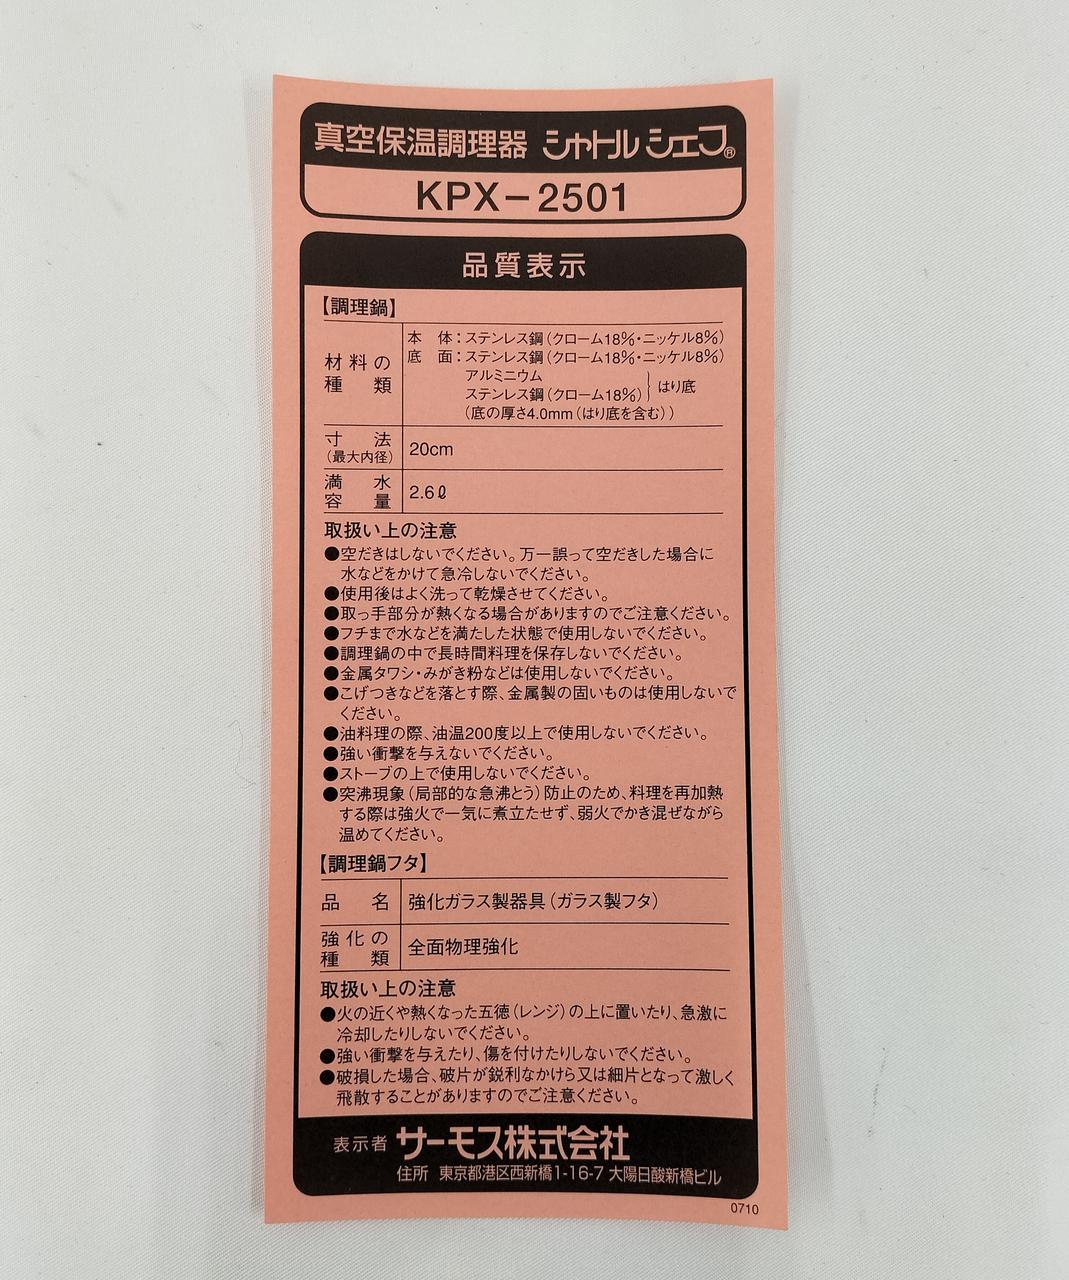 真空保温調理器 シャトルシェフ®
KPX-2501
品質表示
【調理鍋】
材料の種類
本体：ステンレス鋼（クローム18%・ニッケル8%）
底面：ステンレス鋼（クローム18%・ニッケル8%）
アルミニウム
ステンレス鋼（クローム18%） はり底
（底の厚さ4.0mm（はり底を含む））
寸法（最大内径） 20cm
満水容量 2.6ℓ
取扱い上の注意
●空だきはしないでください。万一誤って空だきした場合に
水などをかけて急冷しないでください。
●使用後はよく洗って乾燥させてください。
●取っ手部分が熱くなる場合がありますのでご注意ください。
●フチまで水などを満たした状態で使用しないでください。
●調理鍋の中で長時間料理を保存しないでください。
●金属タワシ・みがき粉などは使用しないでください。
●こげつきなどを落とす際、金属製の固いものは使用しないで
ください。
●油料理の際、油温200度以上で使用しないでください。
●強い衝撃を与えないでください。
●ストーブの上で使用しないでください。
●突沸現象（局部的な急沸とう）防止のため、料理を再加熱
する際は強火で一気に煮立たせず、弱火でかき混ぜながら
温めてください。
【調理鍋フタ】
品名 強化ガラス製器具（ガラス製フタ）
強化の種類 全面物理強化
取扱い上の注意
●火の近くや熱くなった五徳（レンジ）の上に置いたり、急激に
冷却したりしないでください。
●強い衝撃を与えたり、傷を付けたりしないでください。
●破損した場合、破片が鋭利なかけら又は細片となって激しく
飛散することがありますのでご注意ください。
表示者 サーモス株式会社
住所 東京都港区西新橋1-16-7 大陽日酸新橋ビル
0710